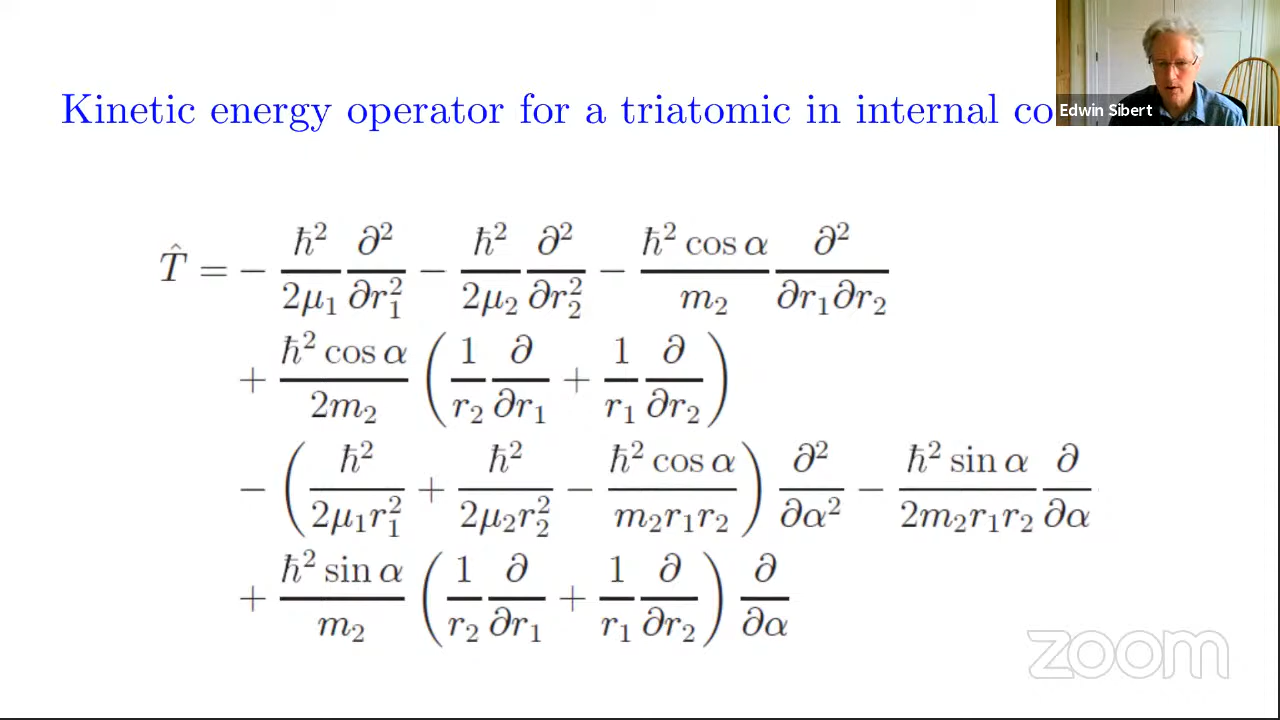 Kinetic energy operator for a triatomic in internal co
Edwin Sibert
T̂ = − ℏ²/2μ₁ ∂²/∂r₁² − ℏ²/2μ₂ ∂²/∂r₂² − ℏ² cos α/m₂ ∂²/∂r₁∂r₂
+ ℏ² cos α/2m₂ (1/r₂ ∂/∂r₁ + 1/r₁ ∂/∂r₂)
− (ℏ²/2μ₁r₁² + ℏ²/2μ₂r₂² − ℏ² cos α/m₂r₁r₂) ∂²/∂α² − ℏ² sin α/2m₂r₁r₂ ∂/∂α
+ ℏ² sin α/m₂ (1/r₂ ∂/∂r₁ + 1/r₁ ∂/∂r₂) ∂/∂α
zoom